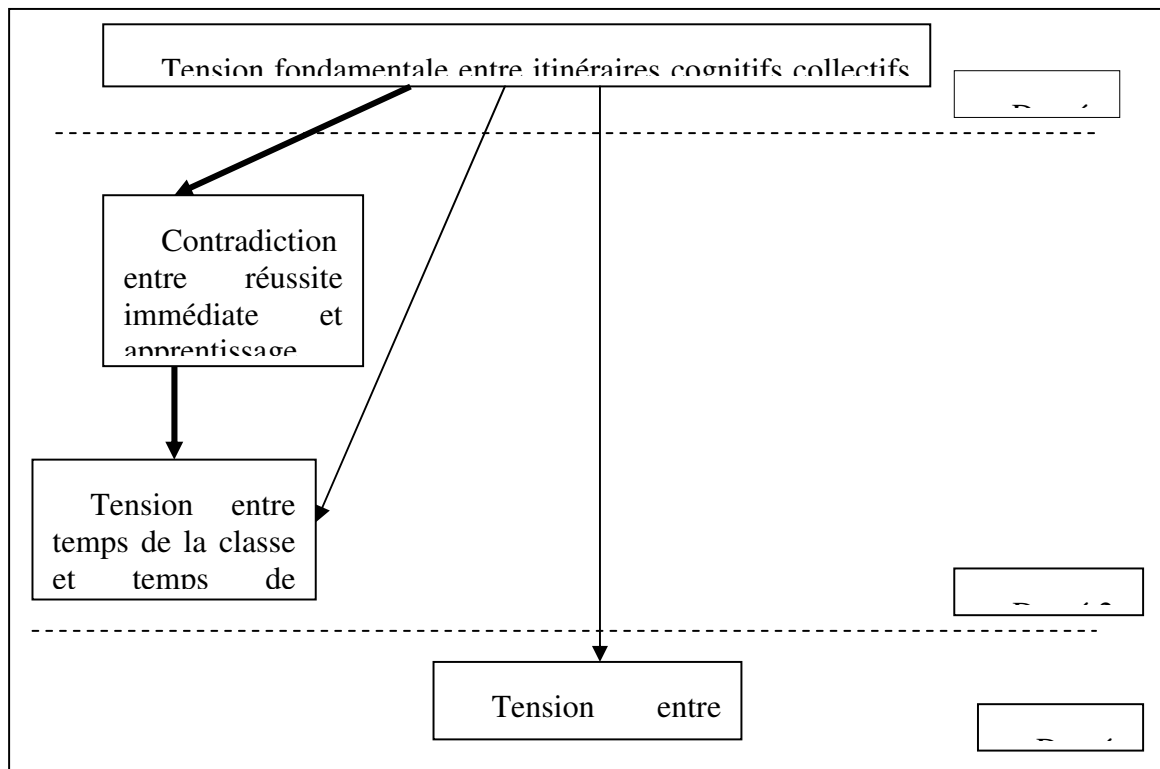 Tension fondamentale entre itinéraires cognitifs collectifs
Contradiction
entre réussite
immédiate et
apprentissage
Tension entre
temps de la classe
et temps de
Tension entre